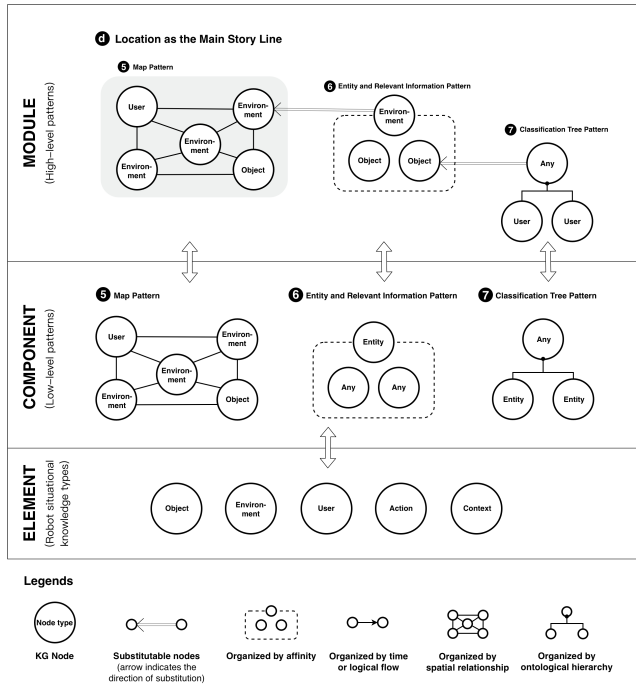 d Location as the Main Story Line
5 Map Pattern
User
Environ-
ment
Environ-
ment
Environ-
ment
Object
6 Entity and Relevant Information Pattern
Environ-
ment
Object
Object
7 Classification Tree Pattern
Any
User
User
MODULE
(High–level patterns)
5 Map Pattern
User
Environ-
ment
Environ-
ment
Environ-
ment
Object
6 Entity and Relevant Information Pattern
Entity
Any
Any
7 Classification Tree Pattern
Any
Entity
Entity
COMPONENT
(Low–level patterns)
ELEMENT
(Robot situational
knowledge types)
Object
Environ-
ment
User
Action
Context
Legends
Node type
KG Node
Substitutable nodes
(arrow indicates the
direction of substitution)
Organized by affinity
Organized by time
or logical flow
Organized by
spatial relationship
Organized by
ontological hierarchy